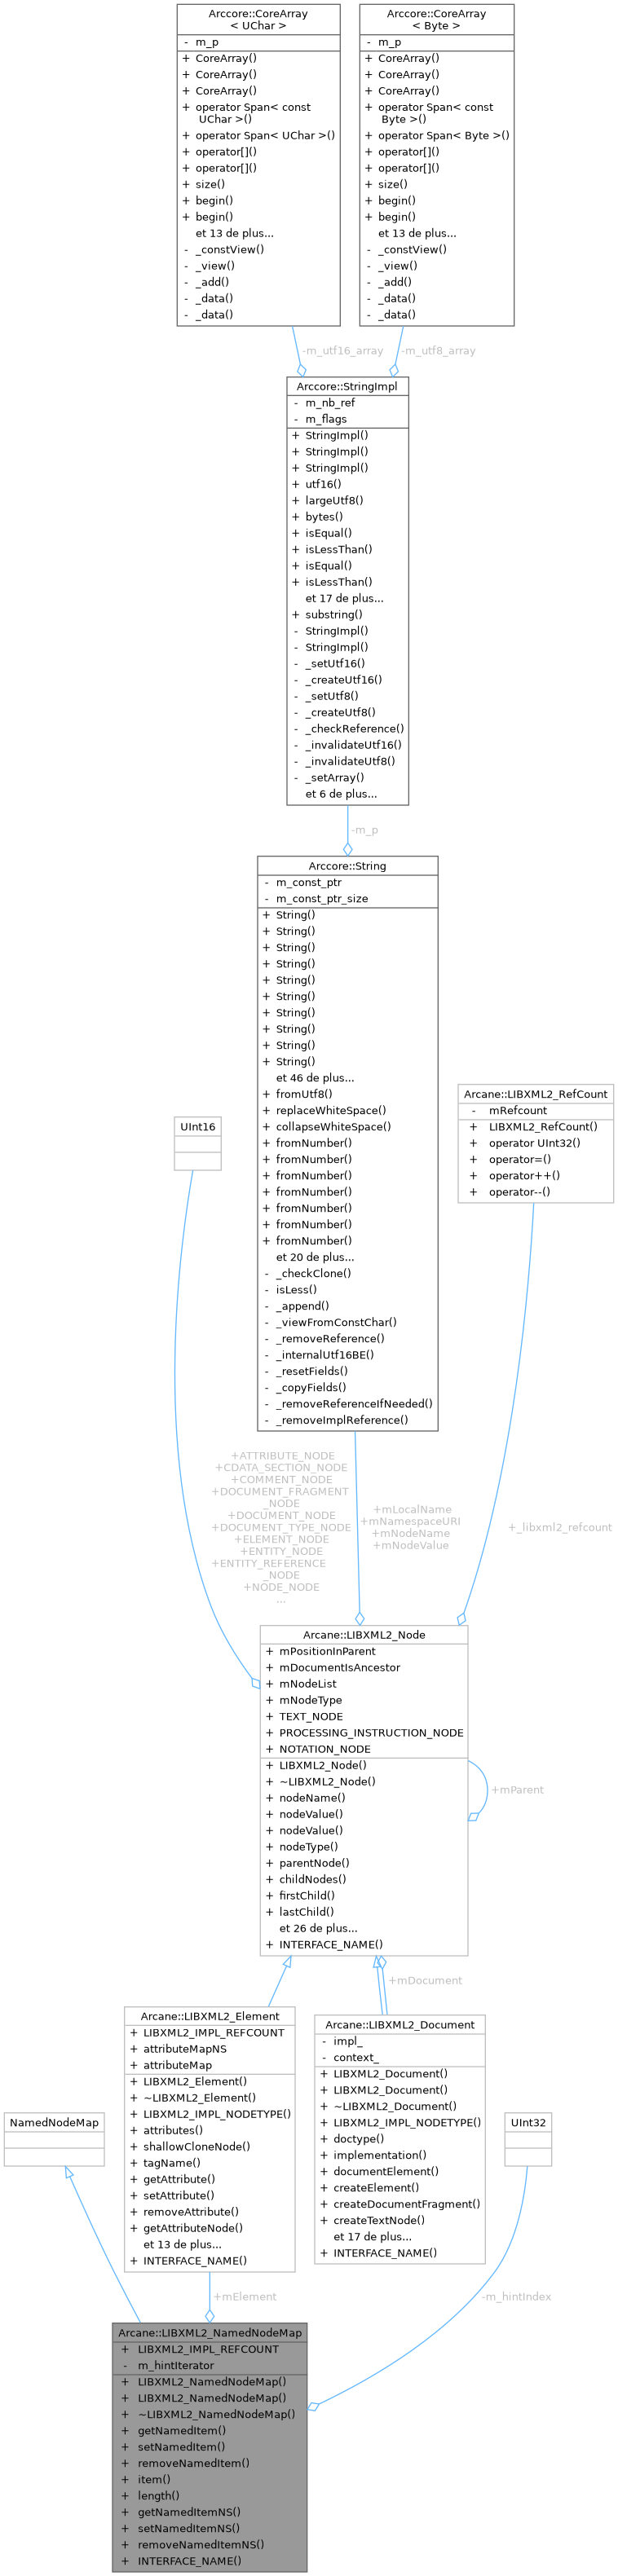 Arccore::CoreArray
< UChar >
- m_p
+ CoreArray()
+ CoreArray()
+ CoreArray()
+ operator Span< const
UChar >()
+ operator Span< UChar >()
+ operator[]()
+ operator[]()
+ size()
+ begin()
+ begin()
et 13 de plus...
- _constView()
- _view()
- _add()
- _data()
- _data()
Arccore::CoreArray
< Byte >
- m_p
+ CoreArray()
+ CoreArray()
+ CoreArray()
+ operator Span< const
Byte >()
+ operator Span< Byte >()
+ operator[]()
+ operator[]()
+ size()
+ begin()
+ begin()
et 13 de plus...
- _constView()
- _view()
- _add()
- _data()
- _data()
-m_utf16_array
-m_utf8_array
Arccore::StringImpl
- m_nb_ref
- m_flags
+ StringImpl()
+ StringImpl()
+ StringImpl()
+ utf16()
+ largeUtf8()
+ bytes()
+ isEqual()
+ isLessThan()
+ isEqual()
+ isLessThan()
et 17 de plus...
+ substring()
- StringImpl()
- StringImpl()
- _setUtf16()
- _createUtf16()
- _setUtf8()
- _createUtf8()
- _checkReference()
- _invalidateUtf16()
- _invalidateUtf8()
- _setArray()
et 6 de plus...
-m_p
Arccore::String
- m_const_ptr
- m_const_ptr_size
+ String()
+ String()
+ String()
+ String()
+ String()
+ String()
+ String()
+ String()
+ String()
+ String()
et 46 de plus...
+ fromUtf8()
+ replaceWhiteSpace()
+ collapseWhiteSpace()
+ fromNumber()
+ fromNumber()
+ fromNumber()
+ fromNumber()
+ fromNumber()
+ fromNumber()
+ fromNumber()
et 20 de plus...
- _checkClone()
- isLess()
- _append()
- _viewFromConstChar()
- _removeReference()
- _internalUtf16BE()
- _resetFields()
- _copyFields()
- _removeReferenceIfNeeded()
- _removeImplReference()
UInt16
Arcane::LIBXML2_RefCount
- mRefcount
+ LIBXML2_RefCount()
+ operator UInt32()
+ operator=()
+ operator++()
+ operator--()
+ATTRIBUTE_NODE
+CDATA_SECTION_NODE
+COMMENT_NODE
+DOCUMENT_FRAGMENT
_NODE
+DOCUMENT_NODE
+DOCUMENT_TYPE_NODE
+ELEMENT_NODE
+ENTITY_NODE
+ENTITY_REFERENCE
_NODE
+NODE_NODE
...
+mLocalName
+mNamespaceURI
+mNodeName
+mNodeValue
+_libxml2_refcount
Arcane::LIBXML2_Node
+ mPositionInParent
+ mDocumentIsAncestor
+ mNodeList
+ mNodeType
+ TEXT_NODE
+ PROCESSING_INSTRUCTION_NODE
+ NOTATION_NODE
+ LIBXML2_Node()
+ ~LIBXML2_Node()
+ nodeName()
+ nodeValue()
+ nodeValue()
+ nodeType()
+ parentNode()
+ childNodes()
+ firstChild()
+ lastChild()
et 26 de plus...
+ INTERFACE_NAME()
+mParent
+mDocument
Arcane::LIBXML2_Element
+ LIBXML2_IMPL_REFCOUNT
+ attributeMapNS
+ attributeMap
+ LIBXML2_Element()
+ ~LIBXML2_Element()
+ LIBXML2_IMPL_NODETYPE()
+ attributes()
+ shallowCloneNode()
+ tagName()
+ getAttribute()
+ setAttribute()
+ removeAttribute()
+ getAttributeNode()
et 13 de plus...
+ INTERFACE_NAME()
Arcane::LIBXML2_Document
- impl_
- context_
+ LIBXML2_Document()
+ LIBXML2_Document()
+ ~LIBXML2_Document()
+ LIBXML2_IMPL_NODETYPE()
+ doctype()
+ implementation()
+ documentElement()
+ createElement()
+ createDocumentFragment()
+ createTextNode()
et 17 de plus...
+ INTERFACE_NAME()
NamedNodeMap
UInt32
+mElement
-m_hintIndex
Arcane::LIBXML2_NamedNodeMap
+ LIBXML2_IMPL_REFCOUNT
- m_hintIterator
+ LIBXML2_NamedNodeMap()
+ LIBXML2_NamedNodeMap()
+ ~LIBXML2_NamedNodeMap()
+ getNamedItem()
+ setNamedItem()
+ removeNamedItem()
+ item()
+ length()
+ getNamedItemNS()
+ setNamedItemNS()
+ removeNamedItemNS()
+ INTERFACE_NAME()